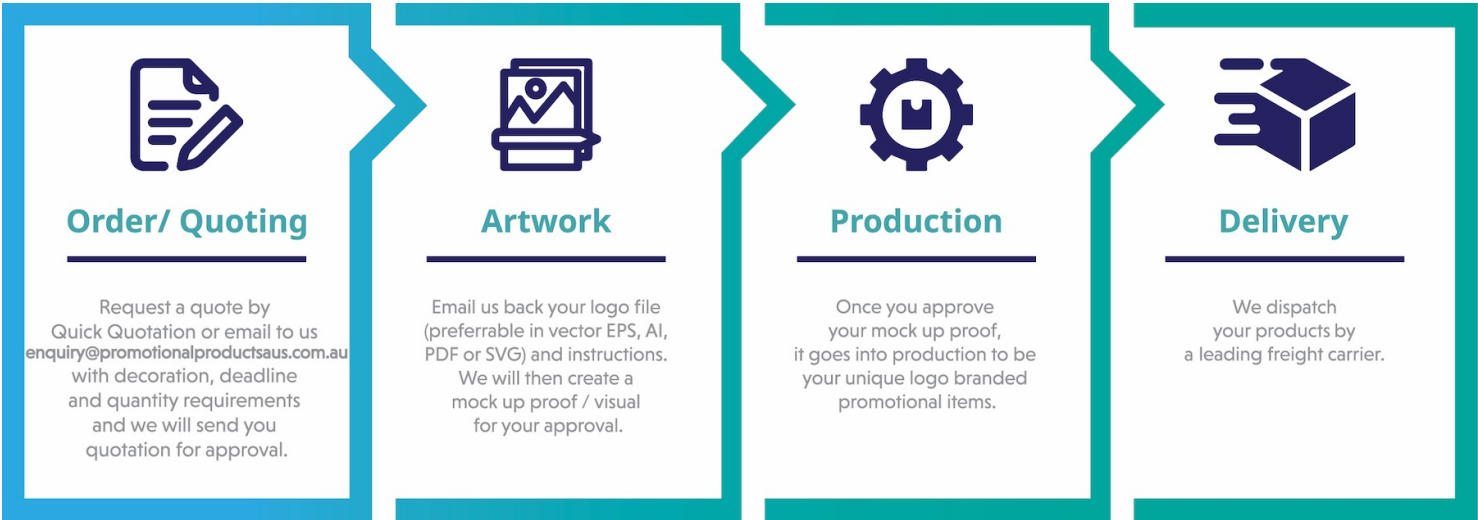 Order/ Quoting
Request a quote by
Quick Quotation or email to us
enquiry@promotionalproductsaus.com.au
with decoration, deadline
and quantity requirements
and we will send you
quotation for approval.
Artwork
Email us back your logo file
(preferrable in vector EPS, AI,
PDF or SVG) and instructions.
We will then create a
mock up proof / visual
for your approval.
Production
Once you approve
your mock up proof,
it goes into production to be
your unique logo branded
promotional items.
Delivery
We dispatch
your products by
a leading freight carrier.